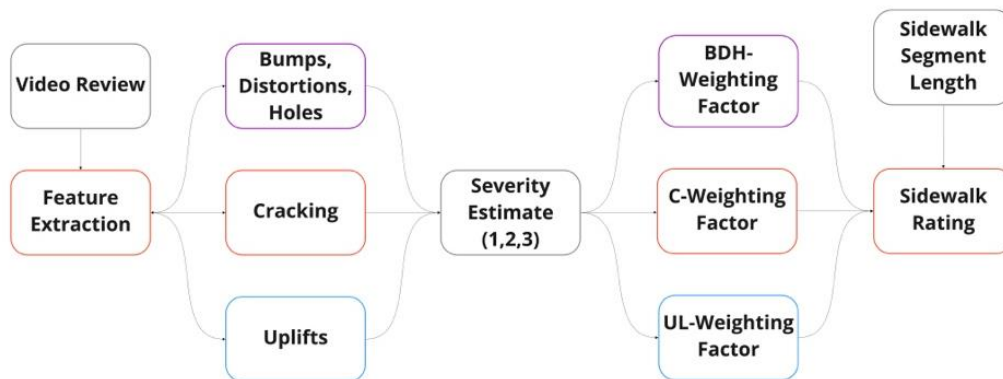 Video Review
Feature
Extraction
Bumps,
Distortions,
Holes
Cracking
Uplifts
Severity
Estimate
(1,2,3)
BDH-
Weighting
Factor
C-Weighting
Factor
UL-Weighting
Factor
Sidewalk
Segment
Length
Sidewalk
Rating